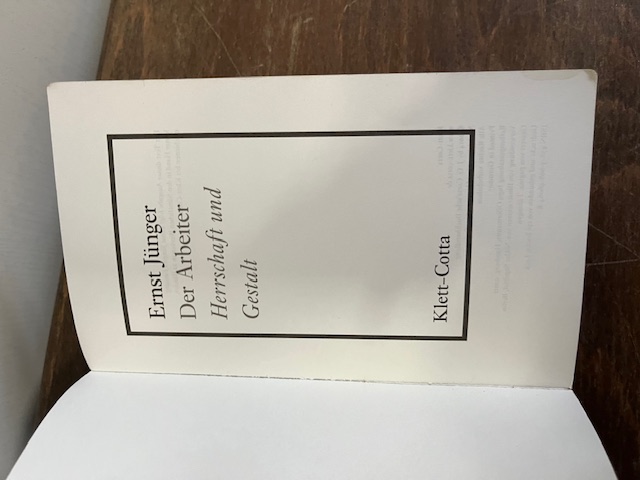 Ernst Jünger
Der Arbeiter
Herrschaft und
Gestalt
Klett-Cotta